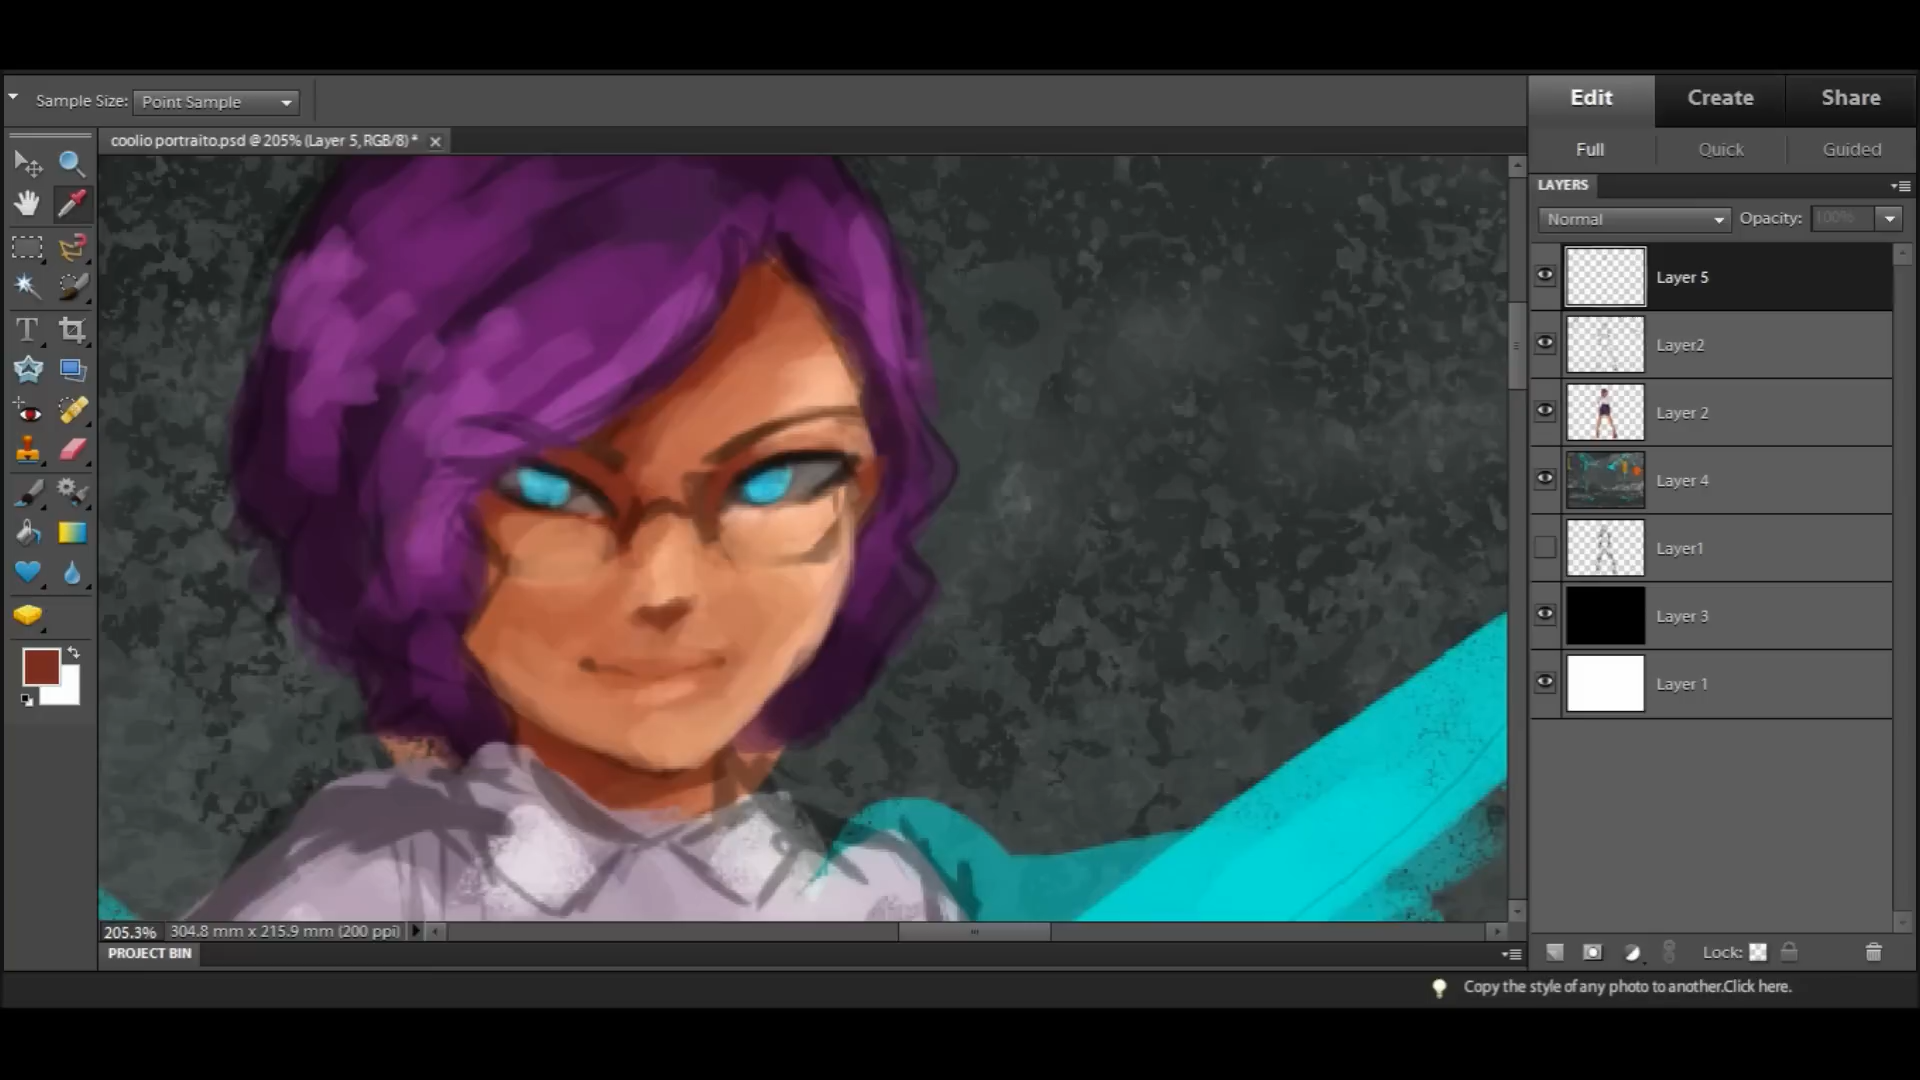 Sample Size: Point Sample
Edit Create Share
coolio portraito.psd @ 205% (Layer 5, RGB/8) *
Full Quick Guided
LAYERS
Normal Opacity: 100%
Layer 5
Layer2
Layer 2
Layer 4
Layer1
Layer 3
Layer 1
205.3% 304.8 mm x 215.9 mm (200 ppi)
PROJECT BIN
Lock:
Copy the style of any photo to another.Click here.